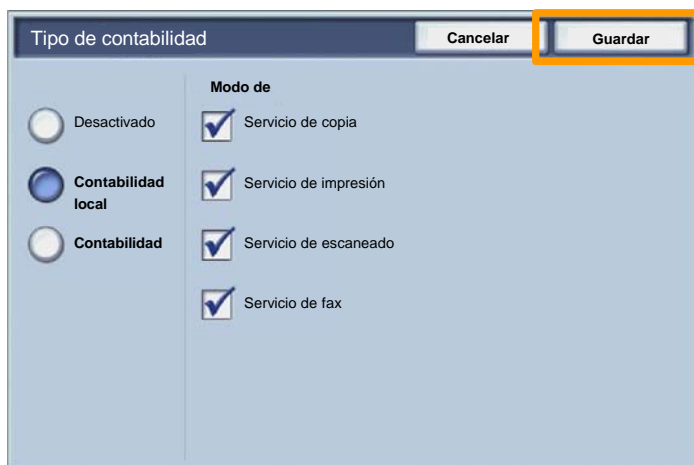 Tipo de contabilidad
Cancelar
Guardar
Modo de
Desactivado
Servicio de copia
Contabilidad
local
Servicio de impresión
Contabilidad
Servicio de escaneado
Servicio de fax